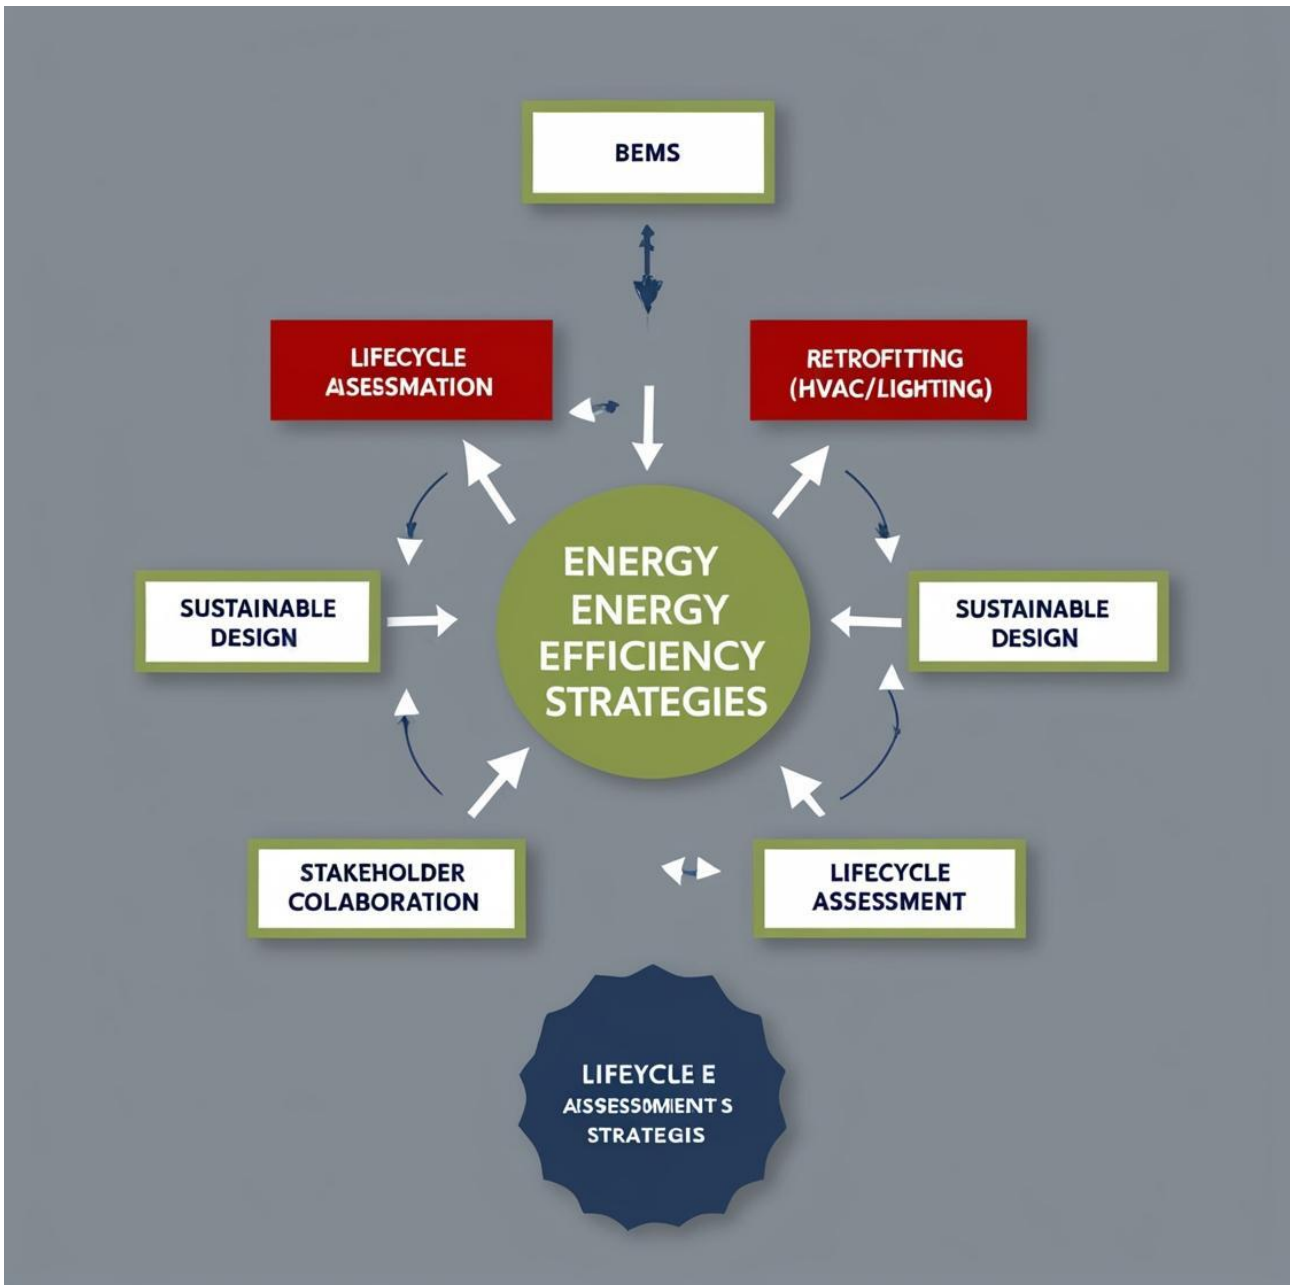 BEMS
LIFECYCLE
ASESSMATION
RETROFITTING
(HVAC/LIGHTING)
ENERGY
ENERGY
EFFICIENCY
STRATEGIES
SUSTAINABLE
DESIGN
SUSTAINABLE
DESIGN
STAKEHOLDER
COLABORATION
LIFECYCLE
ASSESSMENT
LIFEYCLE E
STRATEGIS